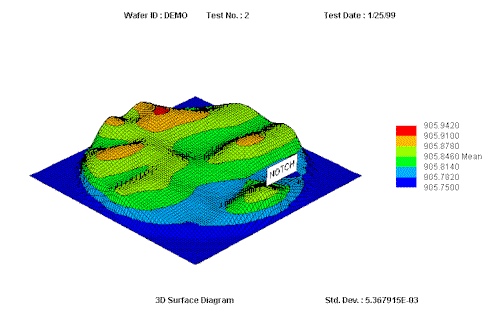 Wafer ID : DEMO Test No. : 2 Test Date : 1/25/99
905.9420
905.9100
905.8780
905.8460 Mean
905.8140
905.7820
905.7500
NOTCH
3D Surface Diagram Std. Dev. : 5.367915E-03